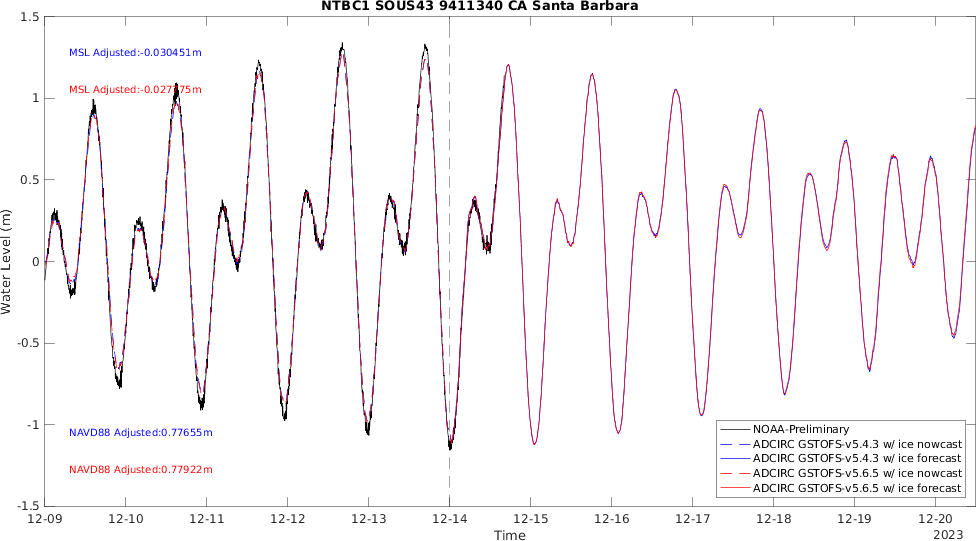 NTBC1 SOUS43 9411340 CA Santa Barbara
1.5
1
0.5
0
-0.5
-1
-1.5
Water Level (m)
MSL Adjusted:-0.030451m
NAVD88 Adjusted:0.77655m
NAVD88 Adjusted:0.77922m
NOAA-Preliminary
ADCIRC GSTOFS-v5.4.3 w/ ice nowcast
ADCIRC GSTOFS-v5.4.3 w/ ice forecast
ADCIRC GSTOFS-v5.6.5 w/ ice nowcast
ADCIRC GSTOFS-v5.6.5 w/ ice forecast
12-09 12-10 12-11 12-12 12-13 12-14 12-15 12-16 12-17 12-18 12-19 12-20
2023
Time
MSL Adjusted: